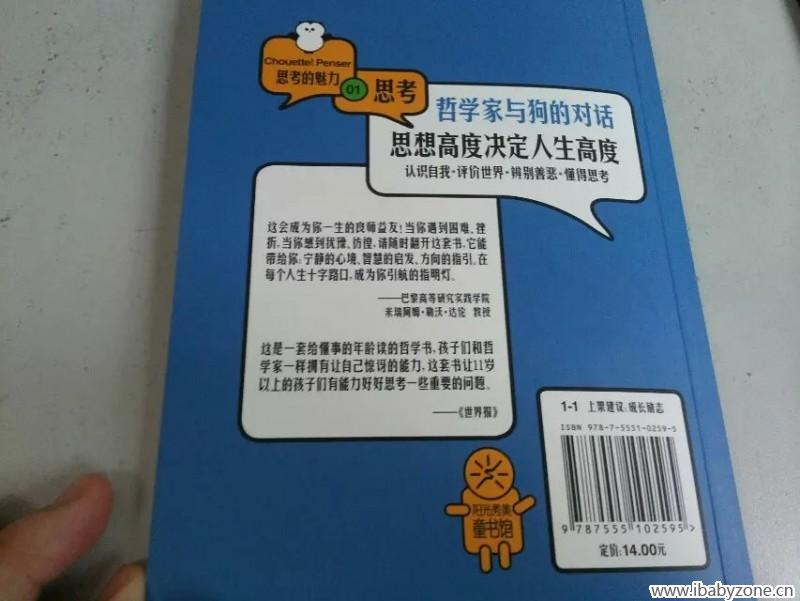 Chouette! Penser
思考的魅力
01
思考
哲学家与狗的对话
思想高度决定人生高度
认识自我·评价世界·辨别善恶·懂得思考
这会成为你一生的良师益友!当你遇到困难、挫
折,当你感到犹豫、彷徨,请随时翻开这套书,它能
带给你:宁静的心境、智慧的启发、方向的指引。在
每个人生十字路口,成为你引航的指明灯。
——巴黎高等研究实践学院
米瑞阿姆·勒沃·达伦 教授
这是一套给懂事的年龄读的哲学书,孩子们和哲
学家一样拥有让自己惊讶的能力,这套书让11岁
以上的孩子们有能力好好思考一些重要的问题。
——《世界报》
1-1 上架建议:成长励志
ISBN 978-7-5551-0259-5
9 787555 102595>
定价:14.00元
阳光秀美
童书馆
www.ibabyzone.cn